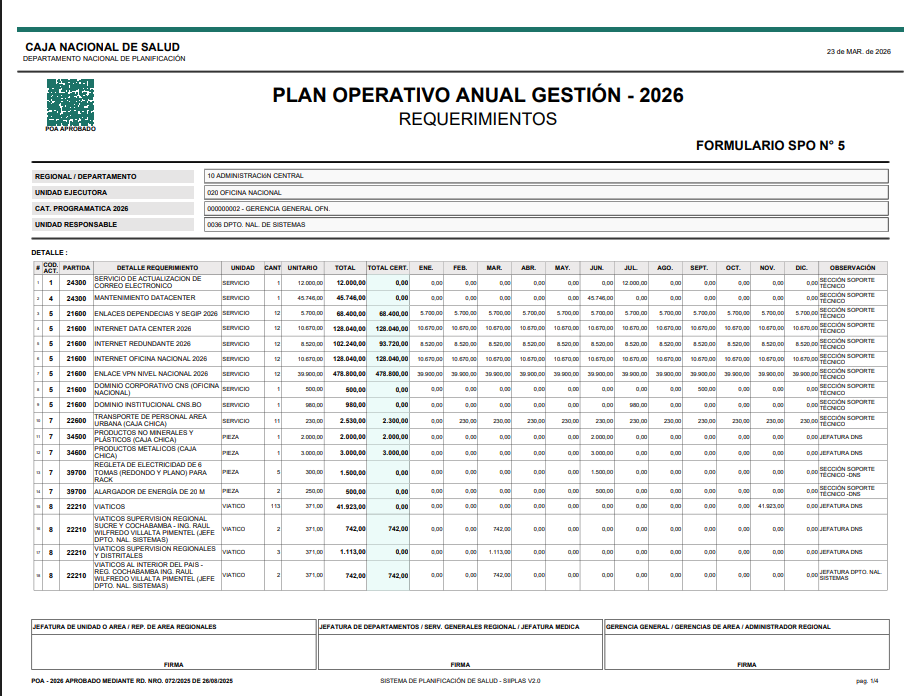 CAJA NACIONAL DE SALUD
DEPARTAMENTO NACIONAL DE PLANIFICACIÓN
23 de MAR. de 2026
POA APROBADO
PLAN OPERATIVO ANUAL GESTIÓN - 2026
REQUERIMIENTOS
FORMULARIO SPO N° 5
REGIONAL / DEPARTAMENTO 10 ADMINISTRACIóN CENTRAL
UNIDAD EJECUTORA 020 OFICINA NACIONAL
CAT. PROGRAMATICA 2026 000000002 - GERENCIA GENERAL OFN.
UNIDAD RESPONSABLE 0036 DPTO. NAL. DE SISTEMAS
DETALLE :
# COD. ACT. PARTIDA DETALLE REQUERIMIENTO UNIDAD CANT UNITARIO TOTAL TOTAL CERT. ENE. FEB. MAR. ABR. MAY. JUN. JUL. AGO. SEPT. OCT. NOV. DIC. OBSERVACIÓN
1 1 24300 SERVICIO DE ACTUALIZACION DE CORREO ELECTRONICO SERVICIO 1 12.000,00 12.000,00 0,00 0,00 0,00 0,00 0,00 0,00 0,00 12.000,00 0,00 0,00 0,00 0,00 0,00 SECCIÓN SOPORTE TÉCNICO
2 4 24300 MANTENIMIENTO DATACENTER SERVICIO 1 45.746,00 45.746,00 0,00 0,00 0,00 0,00 0,00 0,00 45.746,00 0,00 0,00 0,00 0,00 0,00 0,00 SECCIÓN SOPORTE TÉCNICO
3 5 21600 ENLACES DEPENDECIAS Y SEGIP 2026 SERVICIO 12 5.700,00 68.400,00 68.400,00 5.700,00 5.700,00 5.700,00 5.700,00 5.700,00 5.700,00 5.700,00 5.700,00 5.700,00 5.700,00 5.700,00 5.700,00 SECCIÓN SOPORTE TÉCNICO
4 5 21600 INTERNET DATA CENTER 2026 SERVICIO 12 10.670,00 128.040,00 128.040,00 10.670,00 10.670,00 10.670,00 10.670,00 10.670,00 10.670,00 10.670,00 10.670,00 10.670,00 10.670,00 10.670,00 10.670,00 SECCIÓN SOPORTE TÉCNICO
5 5 21600 INTERNET REDUNDANTE 2026 SERVICIO 12 8.520,00 102.240,00 93.720,00 8.520,00 8.520,00 8.520,00 8.520,00 8.520,00 8.520,00 8.520,00 8.520,00 8.520,00 8.520,00 8.520,00 8.520,00 SECCIÓN SOPORTE TÉCNICO
6 5 21600 INTERNET OFICINA NACIONAL 2026 SERVICIO 12 10.670,00 128.040,00 128.040,00 10.670,00 10.670,00 10.670,00 10.670,00 10.670,00 10.670,00 10.670,00 10.670,00 10.670,00 10.670,00 10.670,00 10.670,00 SECCIÓN SOPORTE TÉCNICO
7 5 21600 ENLACE VPN NIVEL NACIONAL 2026 SERVICIO 12 39.900,00 478.800,00 478.800,00 39.900,00 39.900,00 39.900,00 39.900,00 39.900,00 39.900,00 39.900,00 39.900,00 39.900,00 39.900,00 39.900,00 39.900,00 SECCIÓN SOPORTE TÉCNICO
8 5 21600 DOMINIO CORPORATIVO CNS (OFICINA NACIONAL) SERVICIO 1 500,00 500,00 0,00 0,00 0,00 0,00 0,00 0,00 0,00 0,00 0,00 500,00 0,00 0,00 0,00 SECCIÓN SOPORTE TÉCNICO
9 5 21600 DOMINIO INSTITUCIONAL CNS.BO SERVICIO 1 980,00 980,00 0,00 0,00 0,00 0,00 0,00 0,00 0,00 980,00 0,00 0,00 0,00 0,00 0,00 SECCIÓN SOPORTE TÉCNICO
10 7 22600 TRANSPORTE DE PERSONAL AREA URBANA (CAJA CHICA) SERVICIO 11 230,00 2.530,00 2.300,00 0,00 230,00 230,00 230,00 230,00 230,00 230,00 230,00 230,00 230,00 230,00 230,00 SECCIÓN SOPORTE TÉCNICO
11 7 34500 PRODUCTOS NO MINERALES Y PLÁSTICOS (CAJA CHICA) PIEZA 1 2.000,00 2.000,00 2.000,00 0,00 0,00 0,00 0,00 0,00 2.000,00 0,00 0,00 0,00 0,00 0,00 0,00 JEFATURA DNS
12 7 34600 PRODUCTOS METALICOS (CAJA CHICA) PIEZA 1 3.000,00 3.000,00 3.000,00 0,00 0,00 0,00 0,00 0,00 3.000,00 0,00 0,00 0,00 0,00 0,00 0,00 JEFATURA DNS
13 7 39700 REGLETA DE ELECTRICIDAD DE 6 TOMAS (REDONDO Y PLANO) PARA RACK PIEZA 5 300,00 1.500,00 0,00 0,00 0,00 0,00 0,00 0,00 1.500,00 0,00 0,00 0,00 0,00 0,00 0,00 SECCIÓN SOPORTE TÉCNICO -DNS
14 7 39700 ALARGADOR DE ENERGÍA DE 20 M PIEZA 2 250,00 500,00 0,00 0,00 0,00 0,00 0,00 0,00 500,00 0,00 0,00 0,00 0,00 0,00 0,00 SECCIÓN SOPORTE TÉCNICO -DNS
15 8 22210 VIATICOS VIATICO 113 371,00 41.923,00 0,00 0,00 0,00 0,00 0,00 0,00 0,00 0,00 0,00 0,00 0,00 41.923,00 0,00 JEFATURA DNS
16 8 22210 VIATICOS SUPERVISION REGIONAL SUCRE Y COCHABAMBA - ING. RAUL WILFREDO VILLALTA PIMENTEL (JEFE DPTO. NAL. SISTEMAS) VIATICO 2 371,00 742,00 742,00 0,00 0,00 742,00 0,00 0,00 0,00 0,00 0,00 0,00 0,00 0,00 0,00 JEFATURA DNS
17 8 22210 VIATICOS SUPERVISION REGIONALES Y DISTRITALES VIATICO 3 371,00 1.113,00 0,00 0,00 0,00 1.113,00 0,00 0,00 0,00 0,00 0,00 0,00 0,00 0,00 0,00 JEFATURA DNS
18 8 22210 VIATICOS AL INTERIOR DEL PAIS - REG. COCHABAMBA ING. RAUL WILFREDO VILLALTA PIMENTEL (JEFE DPTO. NAL. SISTEMAS) VIATICO 2 371,00 742,00 742,00 0,00 0,00 742,00 0,00 0,00 0,00 0,00 0,00 0,00 0,00 0,00 0,00 JEFATURA DPTO. NAL. SISTEMAS
JEFATURA DE UNIDAD O AREA / REP. DE AREA REGIONALES
JEFATURA DE DEPARTAMENTOS / SERV. GENERALES REGIONAL / JEFATURA MEDICA
GERENCIA GENERAL / GERENCIAS DE AREA / ADMINISTRADOR REGIONAL
FIRMA FIRMA FIRMA
POA - 2026 APROBADO MEDIANTE RD. NRO. 072/2025 DE 26/08/2025
SISTEMA DE PLANIFICACIÓN DE SALUD - SIIPLAS V2.0
pag. 1/4